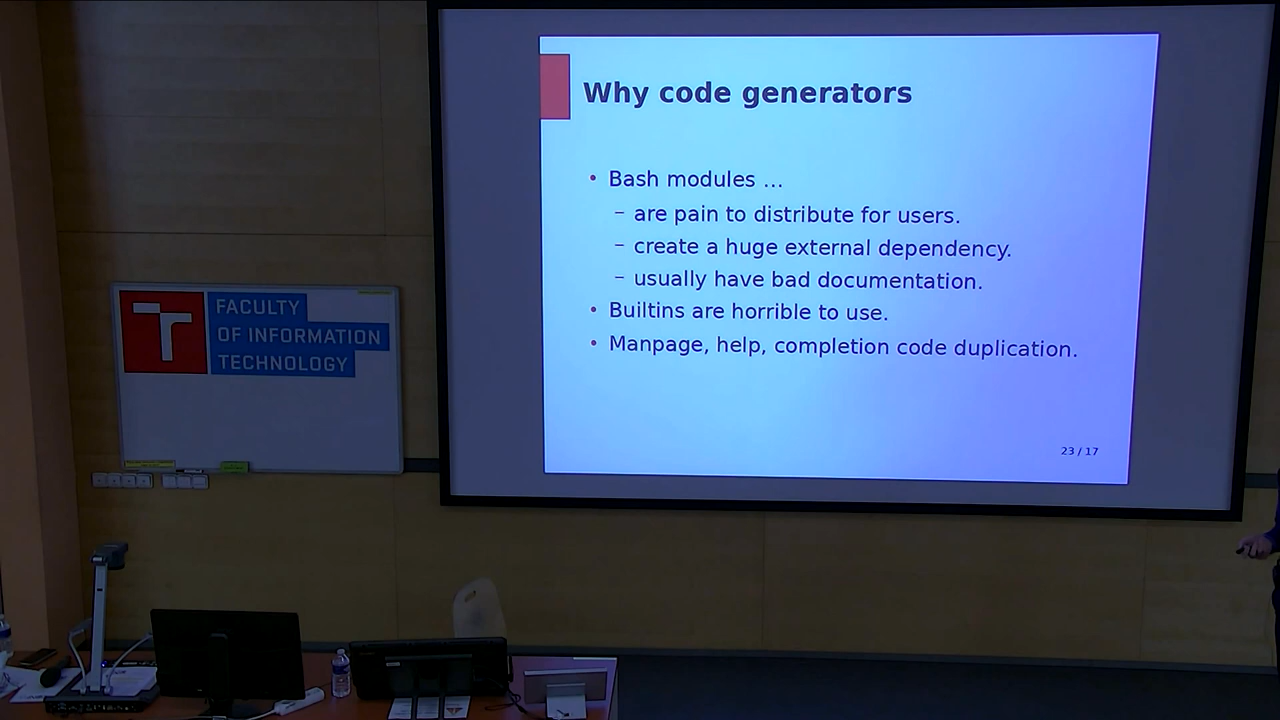 Why code generators
• Bash modules ...
– are pain to distribute for users.
– create a huge external dependency.
– usually have bad documentation.
• Builtins are horrible to use.
• Manpage, help, completion code duplication.
23 / 17
FACULTY
OF INFORMATION
TECHNOLOGY